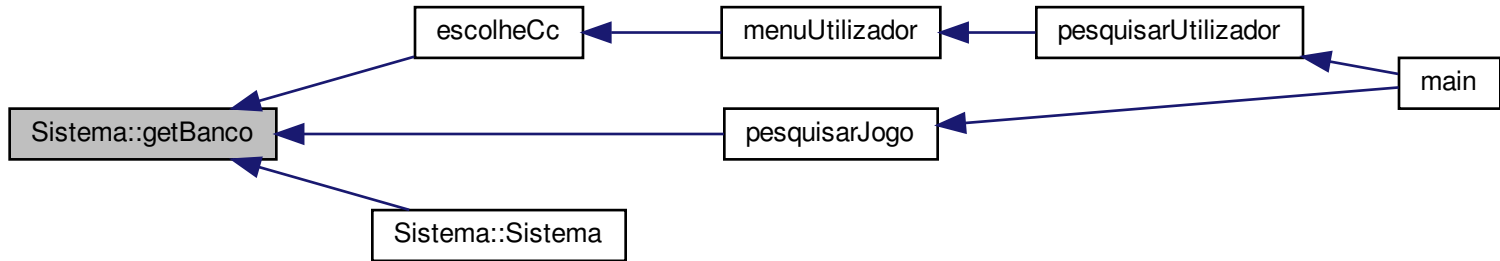 escolheCc
menuUtilizador
pesquisarUtilizador
main
Sistema::getBanco
pesquisarJogo
Sistema::Sistema